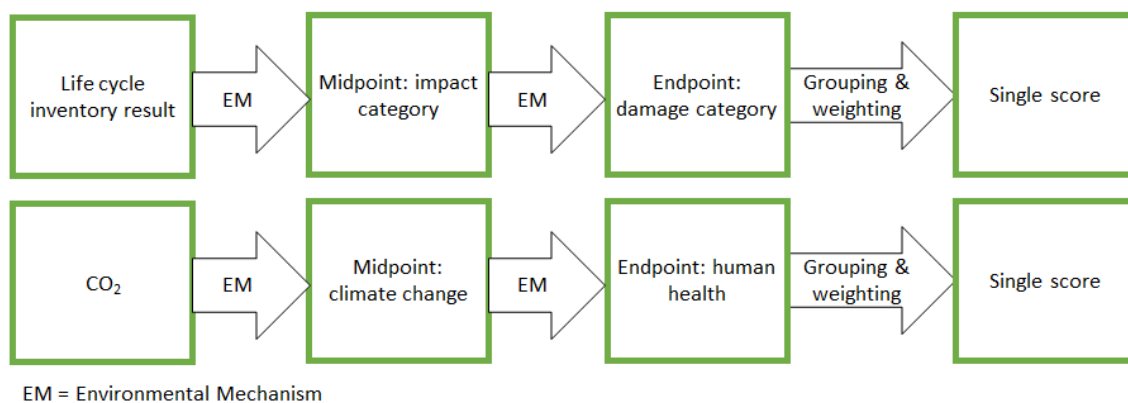 Life cycle
inventory result
EM
Midpoint: impact
category
EM
Endpoint:
damage category
Grouping &
weighting
Single score
CO₂
EM
Midpoint:
climate change
EM
Endpoint: human
health
Grouping &
weighting
Single score
EM = Environmental Mechanism